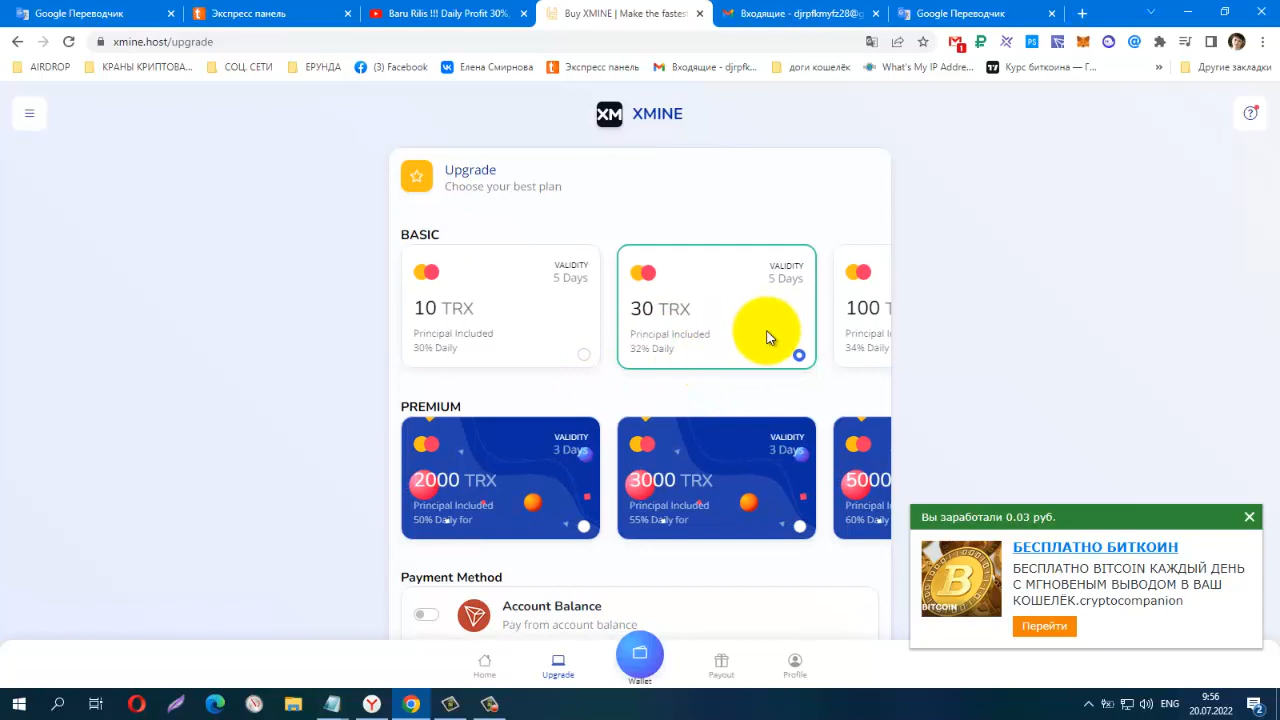 Google Переводчик
Экспресс панель
Baru Rilis !!! Daily Profit 30%,
Buy XMINE | Make the fastest
Входящие - djrpfkmyfz28@g
Google Переводчик
xmine.host/upgrade
1
AIRDROP
КРАНЫ КРИПТОВА...
СОЦ. СЕТИ
ЕРУНДА
(3) Facebook
Елена Смирнова
Экспресс панель
Входящие - djrpfk...
доги кошелёк
What's My IP Addre...
Курс биткоина — Г...
»
Другие закладки
XM XMINE
Upgrade
Choose your best plan
BASIC
VALIDITY
5 Days
10 TRX
Principal Included
30% Daily
VALIDITY
5 Days
30 TRX
Principal Included
32% Daily
100 T
Principal I
34% Daily
PREMIUM
VALIDITY
3 Days
2000 TRX
Principal Included
50% Daily for
VALIDITY
3 Days
3000 TRX
Principal Included
55% Daily for
5000
Principal I
60% Daily
Payment Method
Account Balance
Pay from account balance
Вы заработали 0.03 руб.
BITCOIN
БЕСПЛАТНО БИТКОИН
БЕСПЛАТНО BITCOIN КАЖДЫЙ ДЕНЬ
С МГНОВЕНЫМ ВЫВОДОМ В ВАШ
КОШЕЛЁК.cryptocompanion
Перейти
Home
Upgrade
Wallet
Payout
Profile
ENG
9:56
20.07.2022
2